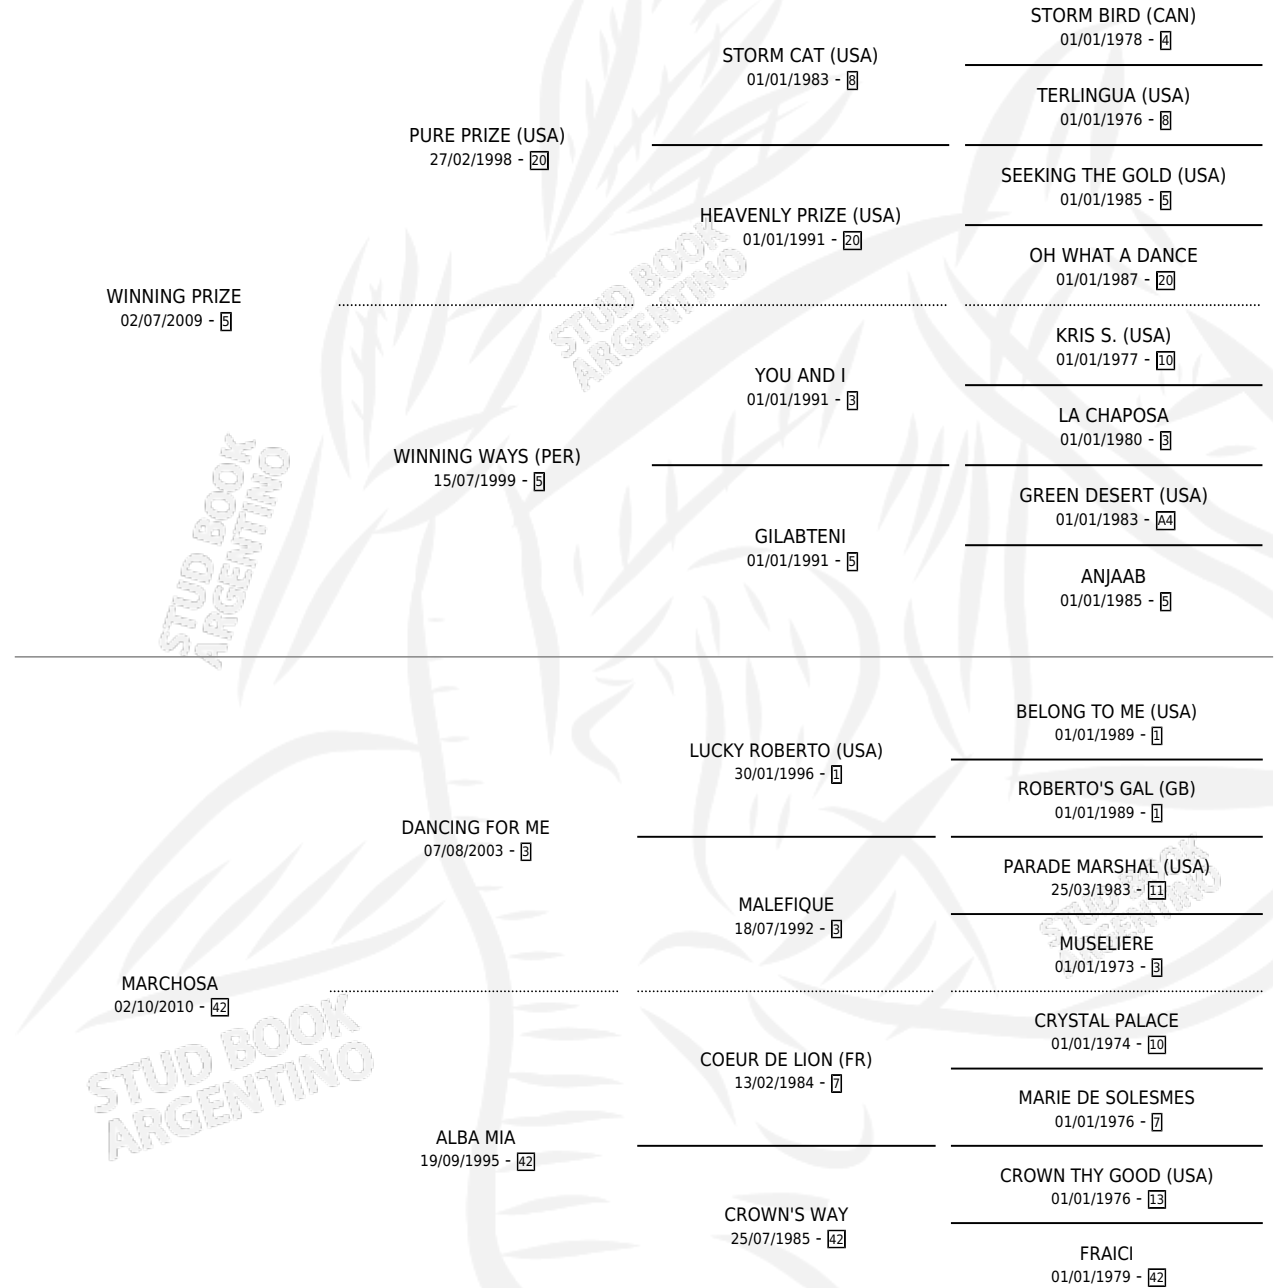 STORM BIRD (CAN)
01/01/1978 - 4
STORM CAT (USA)
01/01/1983 - 8
TERLINGUA (USA)
01/01/1976 - 8
PURE PRIZE (USA)
27/02/1998 - 20
SEEKING THE GOLD (USA)
01/01/1985 - 5
HEAVENLY PRIZE (USA)
01/01/1991 - 20
OH WHAT A DANCE
01/01/1987 - 20
WINNING PRIZE
02/07/2009 - 5
STUD BOOK
ARGENTINO
KRIS S. (USA)
01/01/1977 - 10
YOU AND I
01/01/1991 - 3
LA CHAPOSA
01/01/1980 - 3
WINNING WAYS (PER)
15/07/1999 - 5
GREEN DESERT (USA)
01/01/1983 - A4
GILABTENI
01/01/1991 - 5
ANJAAB
01/01/1985 - 5
STUD BOOK
ARGENTINO
BELONG TO ME (USA)
01/01/1989 - 1
LUCKY ROBERTO (USA)
30/01/1996 - 1
ROBERTO'S GAL (GB)
01/01/1989 - 1
DANCING FOR ME
07/08/2003 - 3
PARADE MARSHAL (USA)
25/03/1983 - 11
MALEFIQUE
18/07/1992 - 3
MUSELIERE
01/01/1973 - 3
STUD BOOK
ARGENTINO
MARCHOSA
02/10/2010 - 42
CRYSTAL PALACE
01/01/1974 - 10
COEUR DE LION (FR)
13/02/1984 - 7
MARIE DE SOLESMES
01/01/1976 - 7
STUD BOOK
ARGENTINO
ALBA MIA
19/09/1995 - 42
CROWN THY GOOD (USA)
01/01/1976 - 13
CROWN'S WAY
25/07/1985 - 42
FRAICI
01/01/1979 - 42